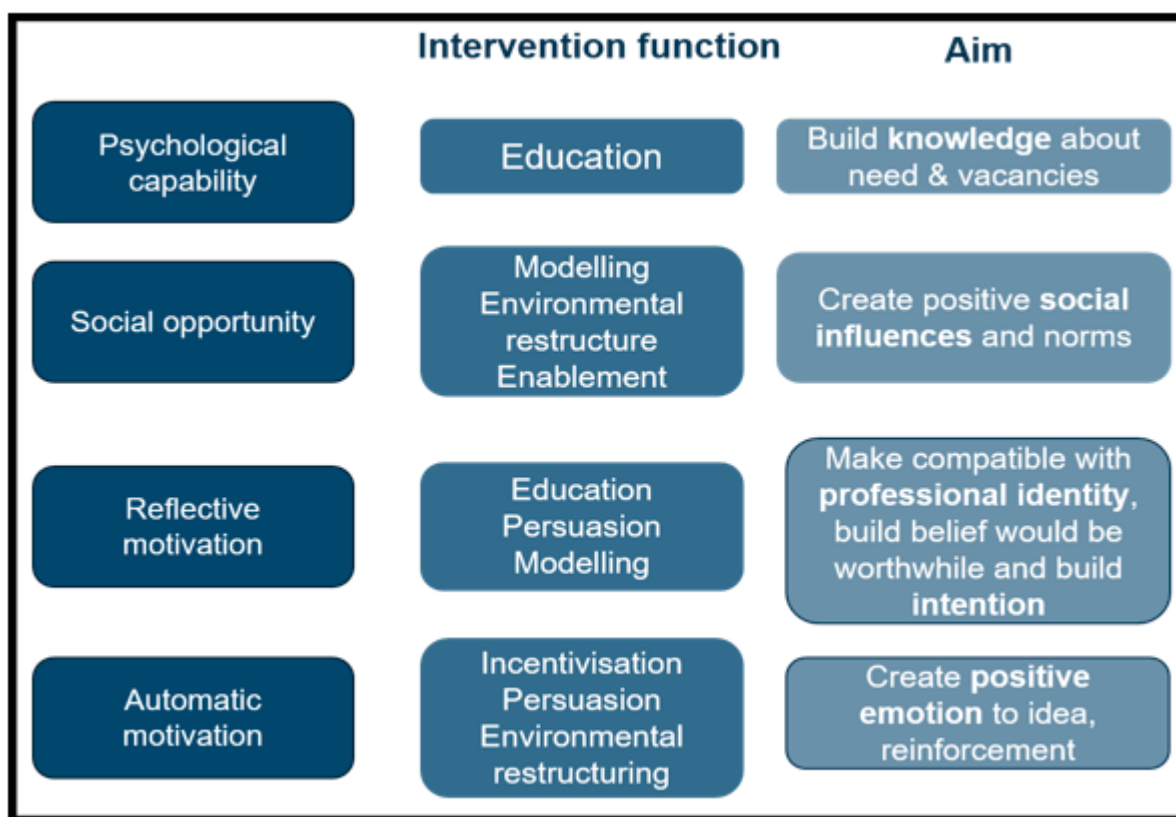 Intervention function
Aim
Psychological
capability
Education
Build knowledge about
need & vacancies
Social opportunity
Modelling
Environmental
restructure
Enablement
Create positive social
influences and norms
Reflective
motivation
Education
Persuasion
Modelling
Make compatible with
professional identity,
build belief would be
worthwhile and build
intention
Automatic
motivation
Incentivisation
Persuasion
Environmental
restructuring
Create positive
emotion to idea,
reinforcement